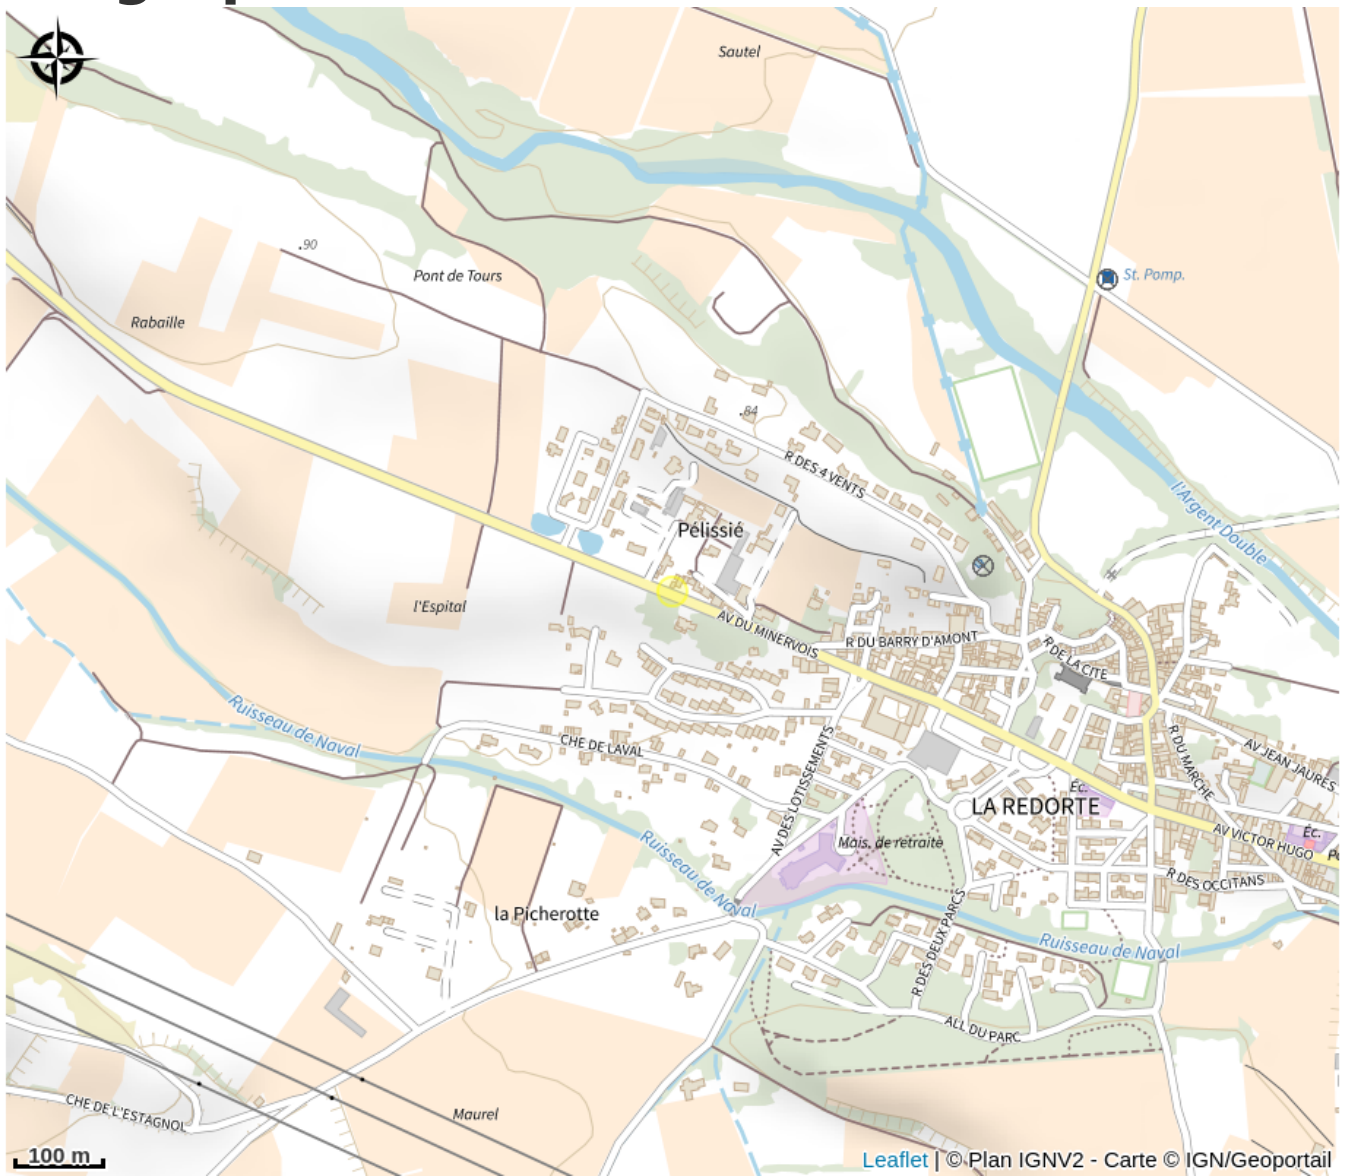 Sautel
.90
Pont de Tours
St. Pomp.
Rabaille
.84
R DES 4 VENTS
l'Argent Double
Pélissié
l'Espital
AV DU MINERVOIS
R DU BARRY D'AMONT
R DE LA CITE
Ruisseau de Naval
CHE DE LAVAL
AV DES LOTISSEMENTS
R DU MARCHE
AV JEAN JAURES
Éc.
LA REDORTE
Mais. de retraite
AV VICTOR HUGO
Éc.
R DES OCCITANS
Ruisseau de Naval
la Picherotte
R DES DEUX PARCS
Ruisseau de Naval
ALL DU PARC
CHE DE L'ESTAGNOL
Maurel
100 m
Leaflet | © Plan IGNV2 - Carte © IGN/Geoportail